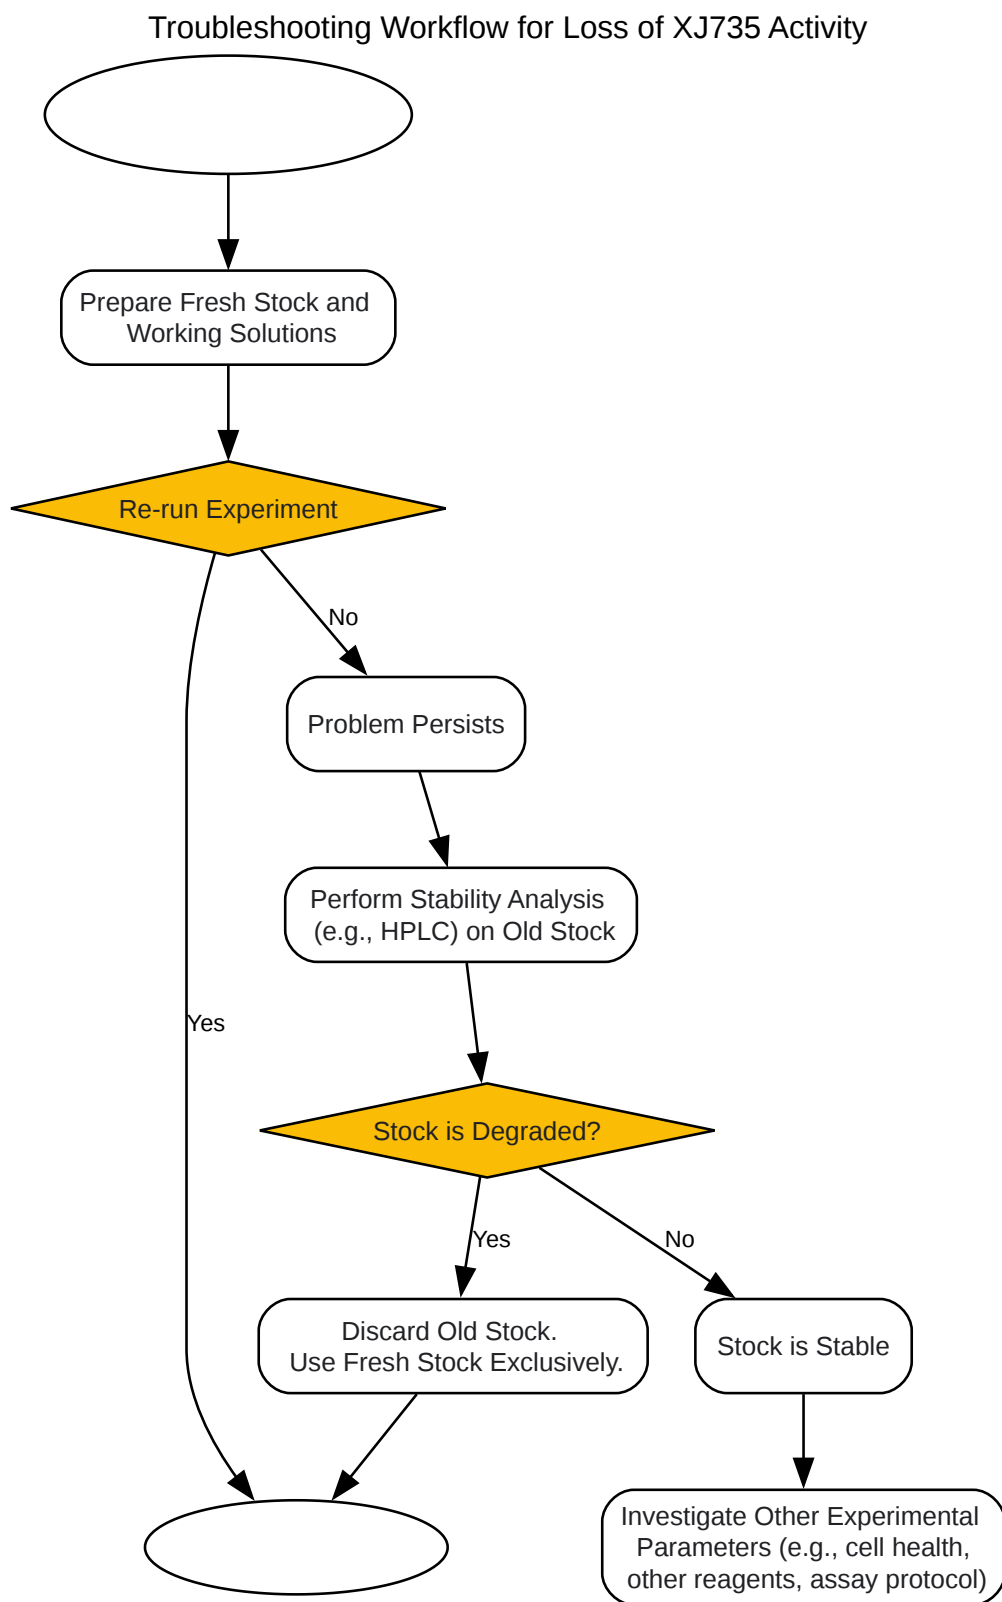 Troubleshooting Workflow for Loss of XJ735 Activity
Prepare Fresh Stock and
Working Solutions
Re-run Experiment
No
Problem Persists
Perform Stability Analysis
(e.g., HPLC) on Old Stock
Yes
Stock is Degraded?
Yes
No
Discard Old Stock.
Use Fresh Stock Exclusively.
Stock is Stable
Investigate Other Experimental
Parameters (e.g., cell health,
other reagents, assay protocol)